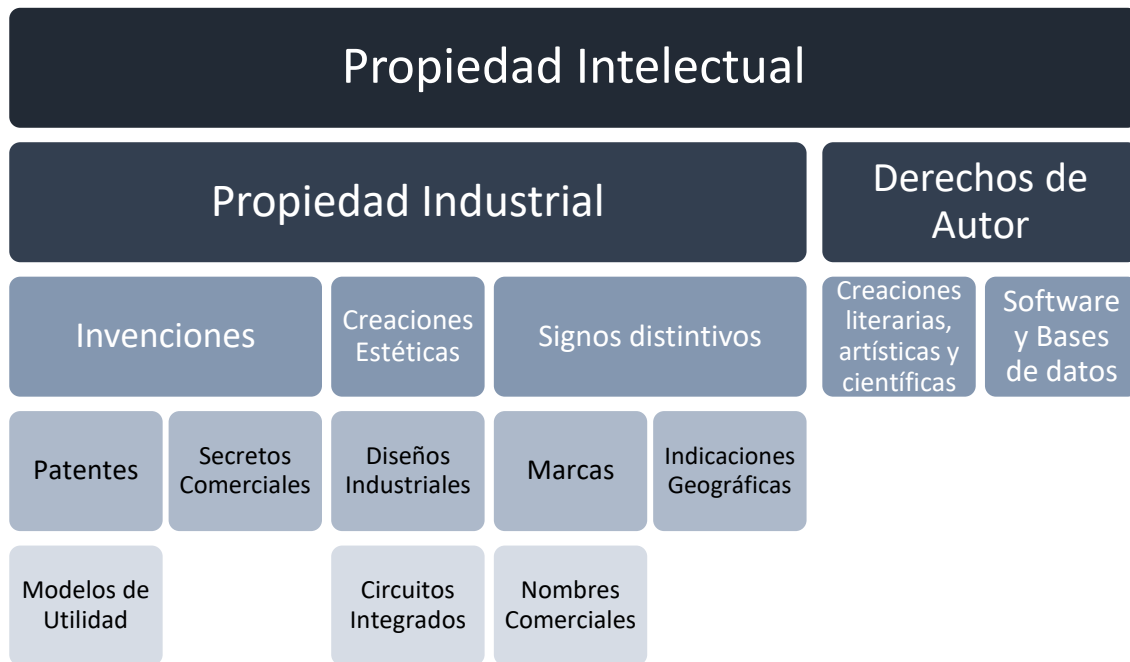 Propiedad Intelectual
Propiedad Industrial
Derechos de
Autor
Invenciones
Creaciones
Estéticas
Signos distintivos
Creaciones
literarias,
artísticas y
científicas
Software
y Bases
de datos
Patentes
Secretos
Comerciales
Diseños
Industriales
Marcas
Indicaciones
Geográficas
Modelos de
Utilidad
Circuitos
Integrados
Nombres
Comerciales